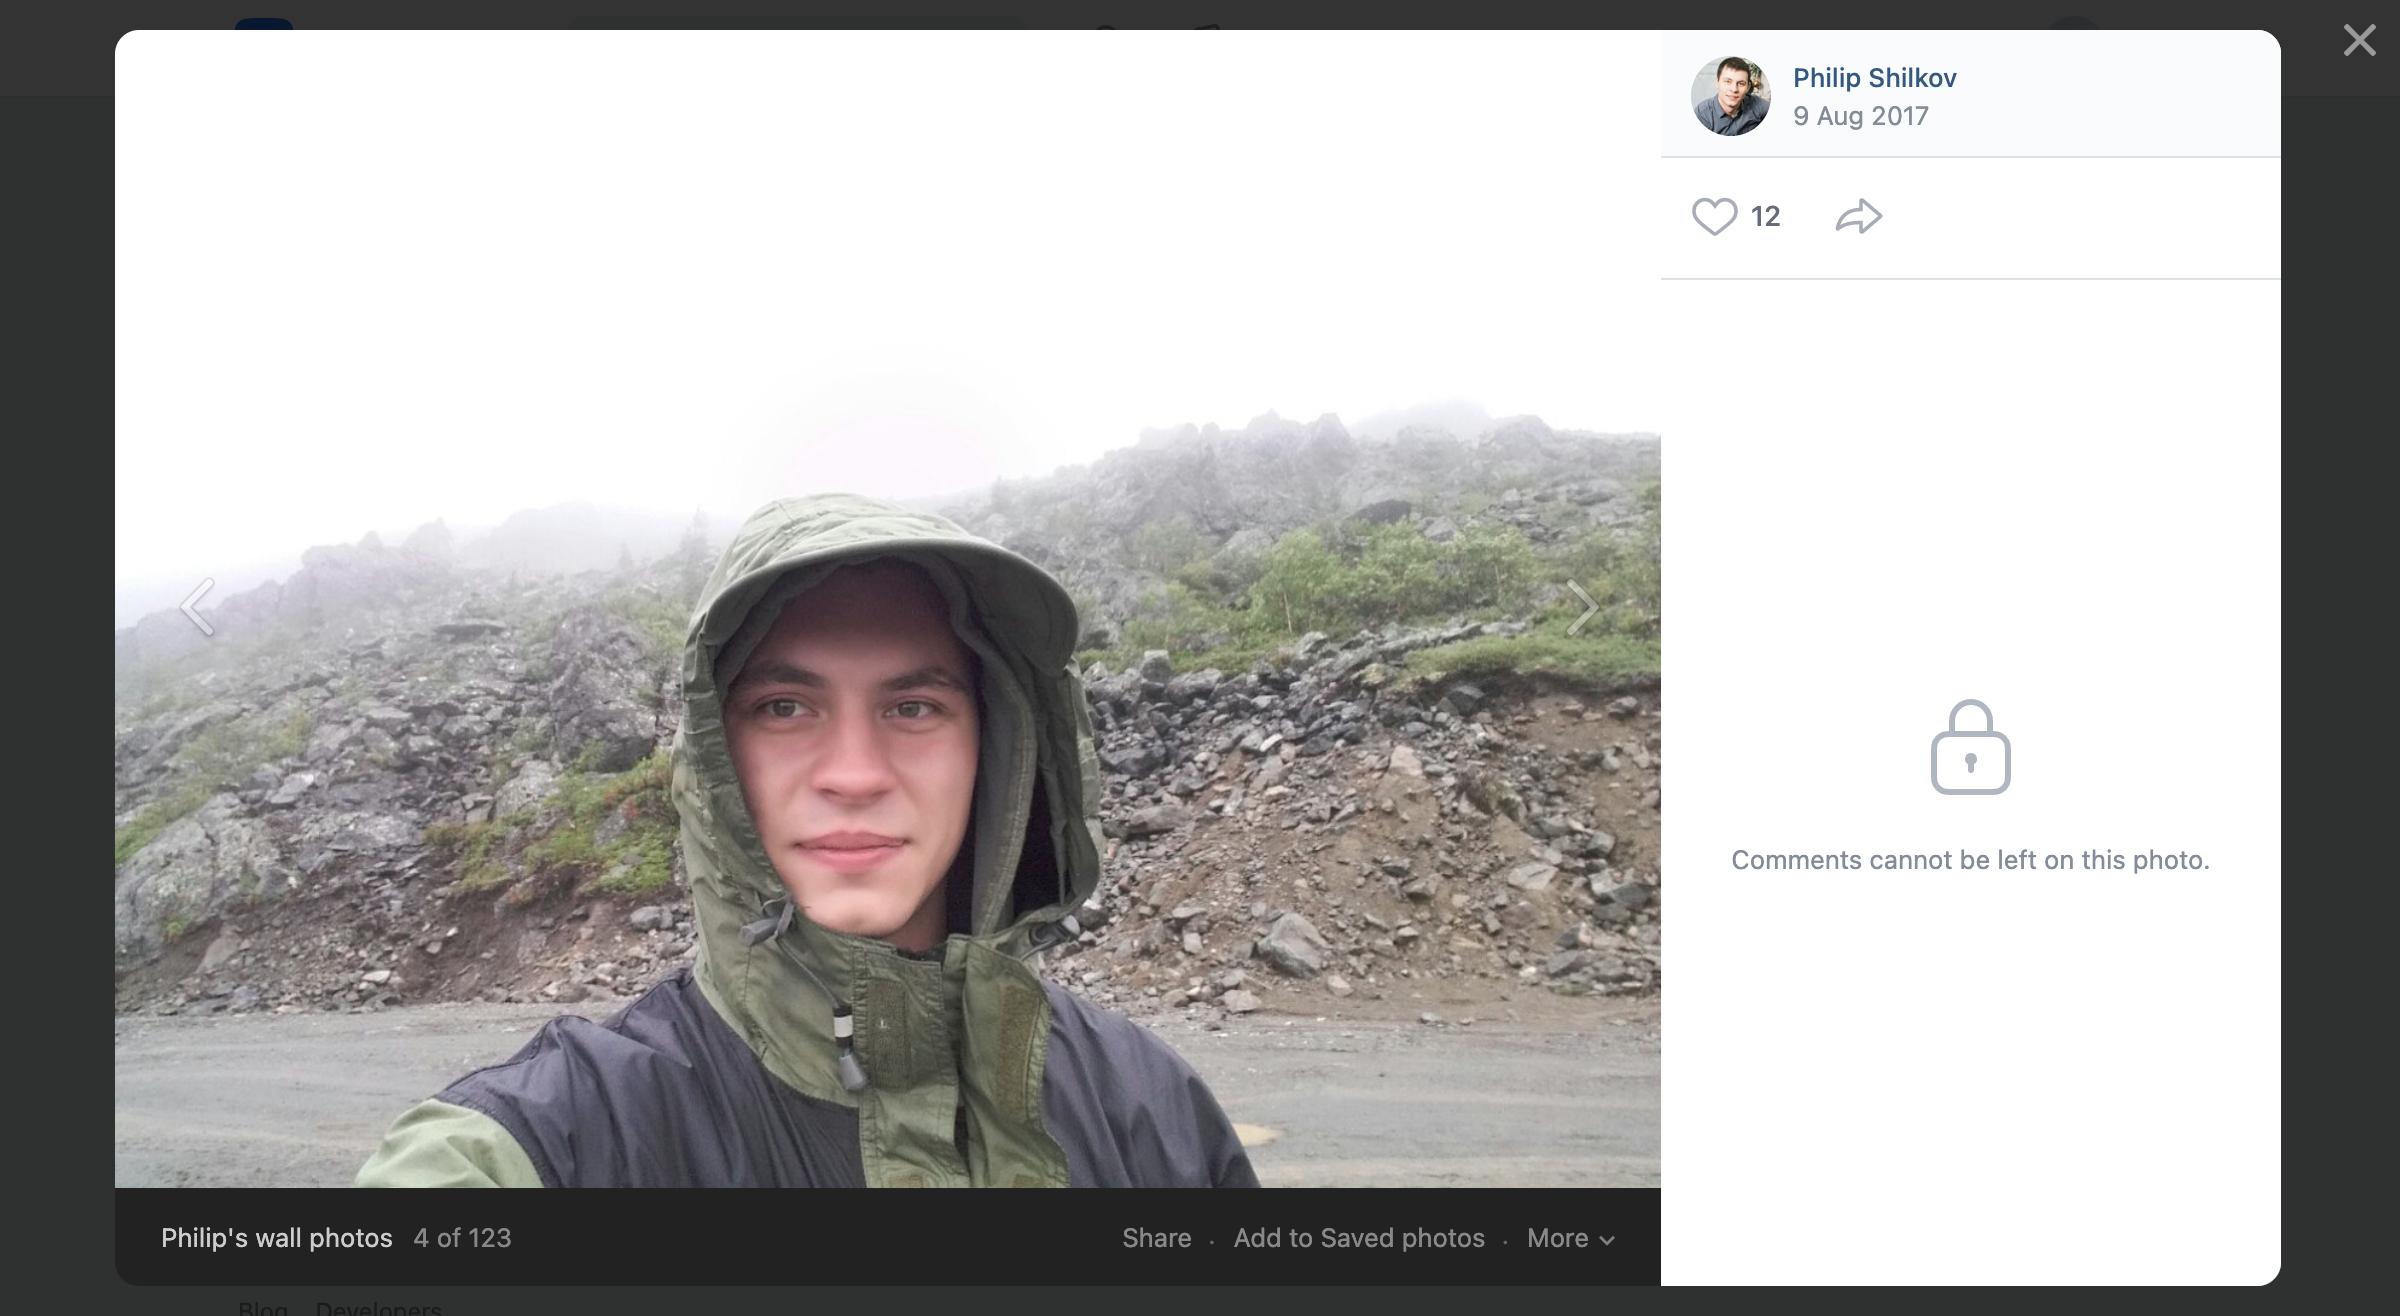 Philip Shilkov
9 Aug 2017
12
Comments cannot be left on this photo.
Philip's wall photos 4 of 123
Share · Add to Saved photos · More
Blog Developers